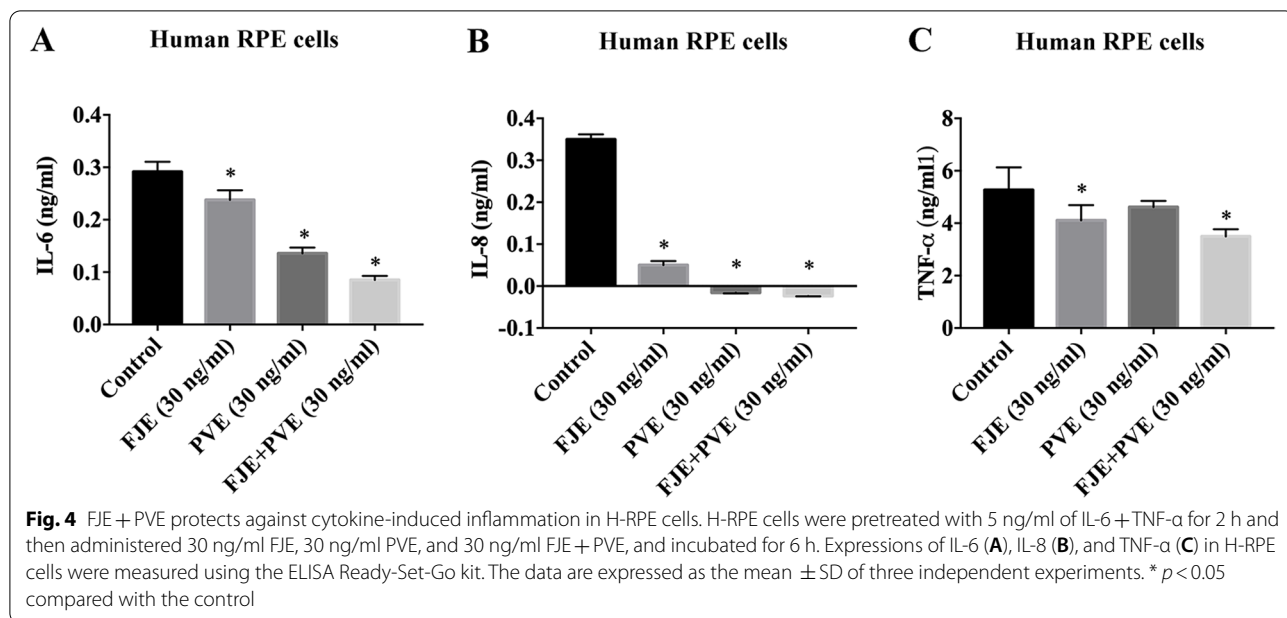 A
Human RPE cells
IL-6 (ng/ml)
0.4
0.3
0.2
0.1
0.0
Control
FJE (30 ng/ml)
PVE (30 ng/ml)
FJE+PVE (30 ng/ml)
*
*
*
B
Human RPE cells
IL-8 (ng/ml)
0.4
0.3
0.2
0.1
0.0
-0.1
Control
FJE (30 ng/ml)
PVE (30 ng/ml)
FJE+PVE (30 ng/ml)
*
*
*
C
Human RPE cells
TNF-α (ng/ml1)
8
6
4
2
0
Control
FJE (30 ng/ml)
PVE (30 ng/ml)
FJE+PVE (30 ng/ml)
*
*
Fig. 4 FJE + PVE protects against cytokine-induced inflammation in H-RPE cells. H-RPE cells were pretreated with 5 ng/ml of IL-6 + TNF-α for 2 h and
then administered 30 ng/ml FJE, 30 ng/ml PVE, and 30 ng/ml FJE + PVE, and incubated for 6 h. Expressions of IL-6 (A), IL-8 (B), and TNF-α (C) in H-RPE
cells were measured using the ELISA Ready-Set-Go kit. The data are expressed as the mean ± SD of three independent experiments. * p < 0.05
compared with the control